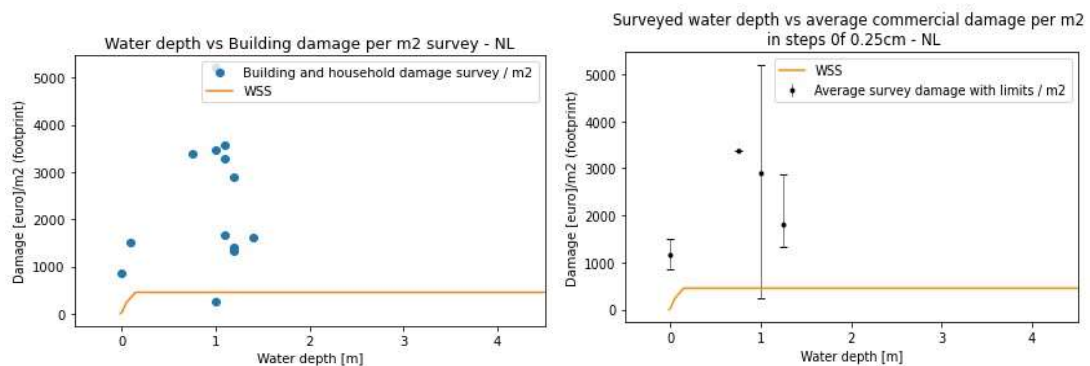 Water depth vs Building damage per m2 survey - NL
Building and household damage survey / m2
WSS
Damage [euro]/m2 (footprint)
5000
4000
3000
2000
1000
0
0
1
2
3
4
Water depth [m]
Surveyed water depth vs average commercial damage per m2
in steps 0f 0.25cm - NL
WSS
Average survey damage with limits / m2
Damage [euro]/m2 (footprint)
5000
4000
3000
2000
1000
0
0
1
2
3
4
Water depth [m]